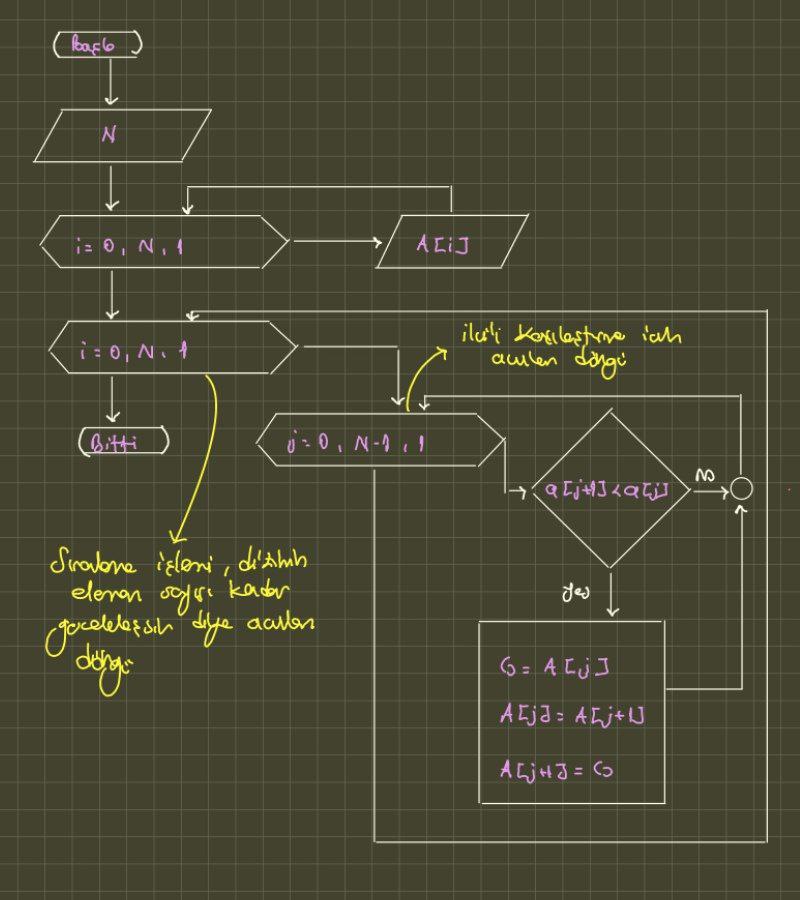 Başla
N
i = 0, N, 1
A[i]
i = 0, N, 1
ikili karşılaştırma için
açılan döngü
Bitti
j = 0, N-1, 1
a[j+1] < a[j]
no
yes
Sıralama işlemi, dizinin
eleman sayısı kadar
gerçekleşsin diye açılan
döngü
G = A[j]
A[j] = A[j+1]
A[j+1] = G